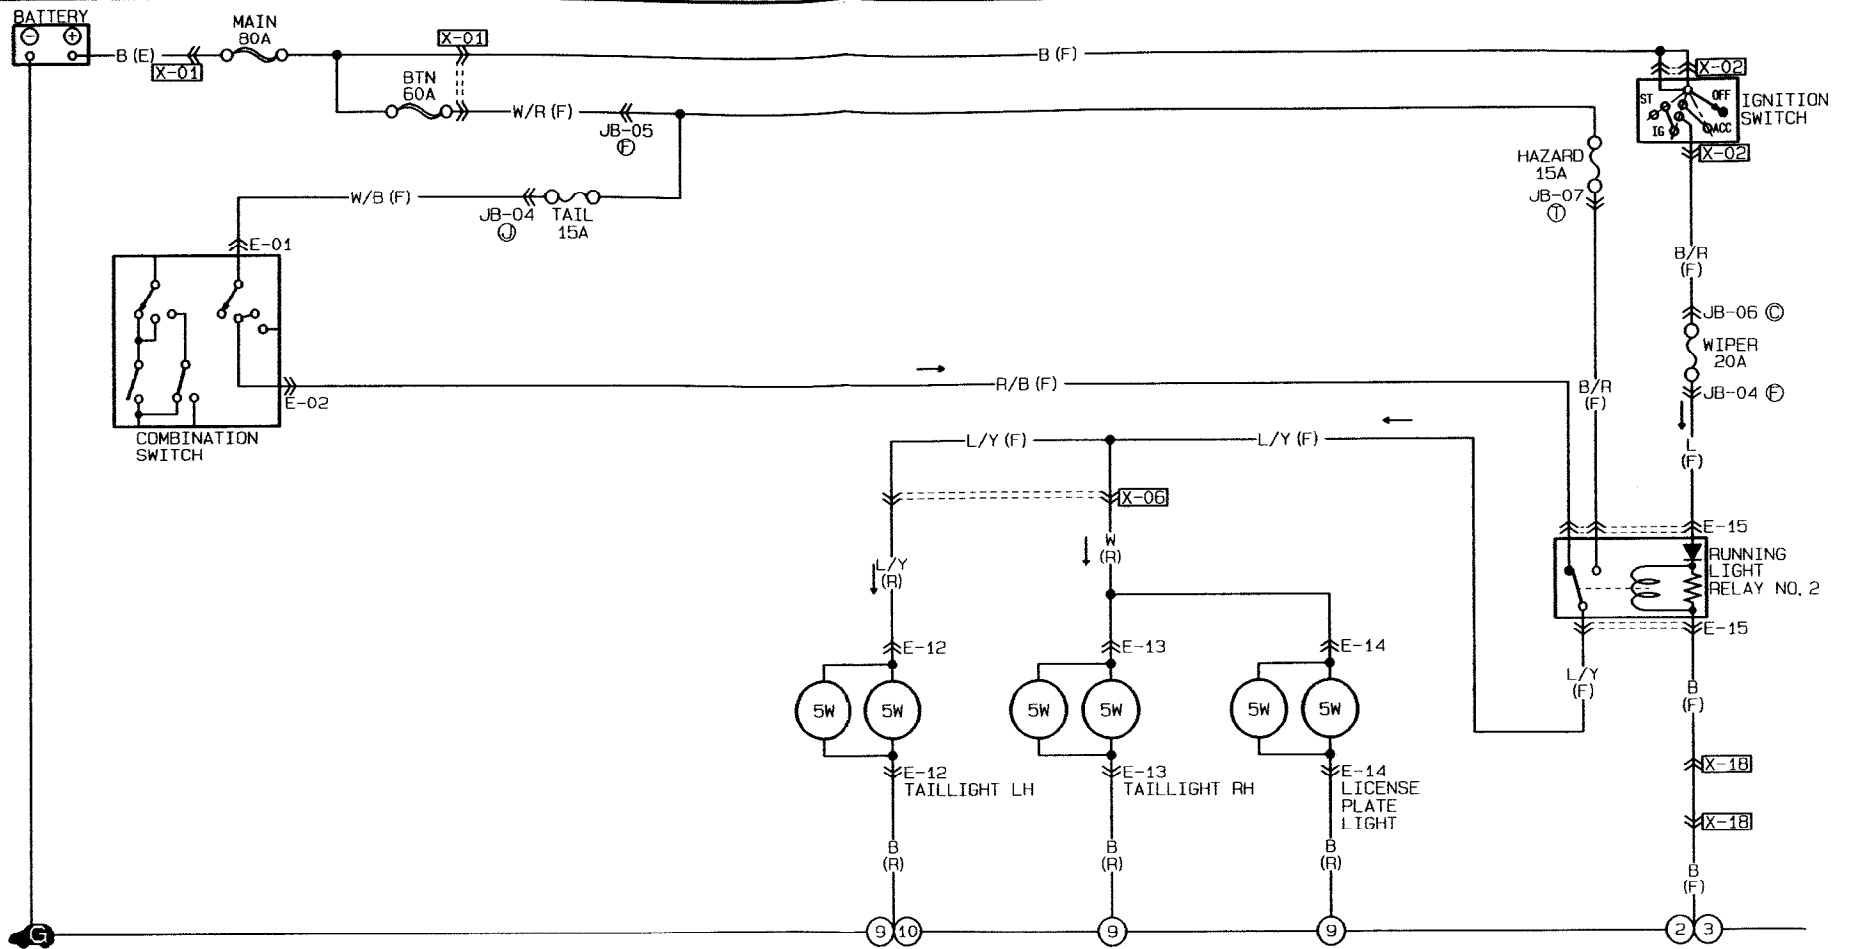 BATTERY
- +
B (E)
X-01
MAIN
80A
X-01
BTN
60A
W/R (F)
JB-05
F
B (F)
X-02
ST
OFF
IG
ACC
IGNITION
SWITCH
X-02
HAZARD
15A
JB-07
T
W/B (F)
JB-04
J
TAIL
15A
E-01
B/R
(F)
JB-06 C
WIPER
20A
JB-04 F
E-02
R/B (F)
B/R
(F)
COMBINATION
SWITCH
L/Y (F)
L/Y (F)
L
(F)
X-06
E-15
W
(R)
L/Y
(R)
RUNNING
LIGHT
RELAY NO. 2
E-15
E-12
E-13
E-14
L/Y
(F)
B
(F)
5W 5W
5W 5W
5W 5W
E-12
TAILLIGHT LH
E-13
TAILLIGHT RH
E-14
LICENSE
PLATE
LIGHT
X-18
X-18
B
(R)
B
(R)
B
(R)
B
(F)
G
9 10
9
9
2 3